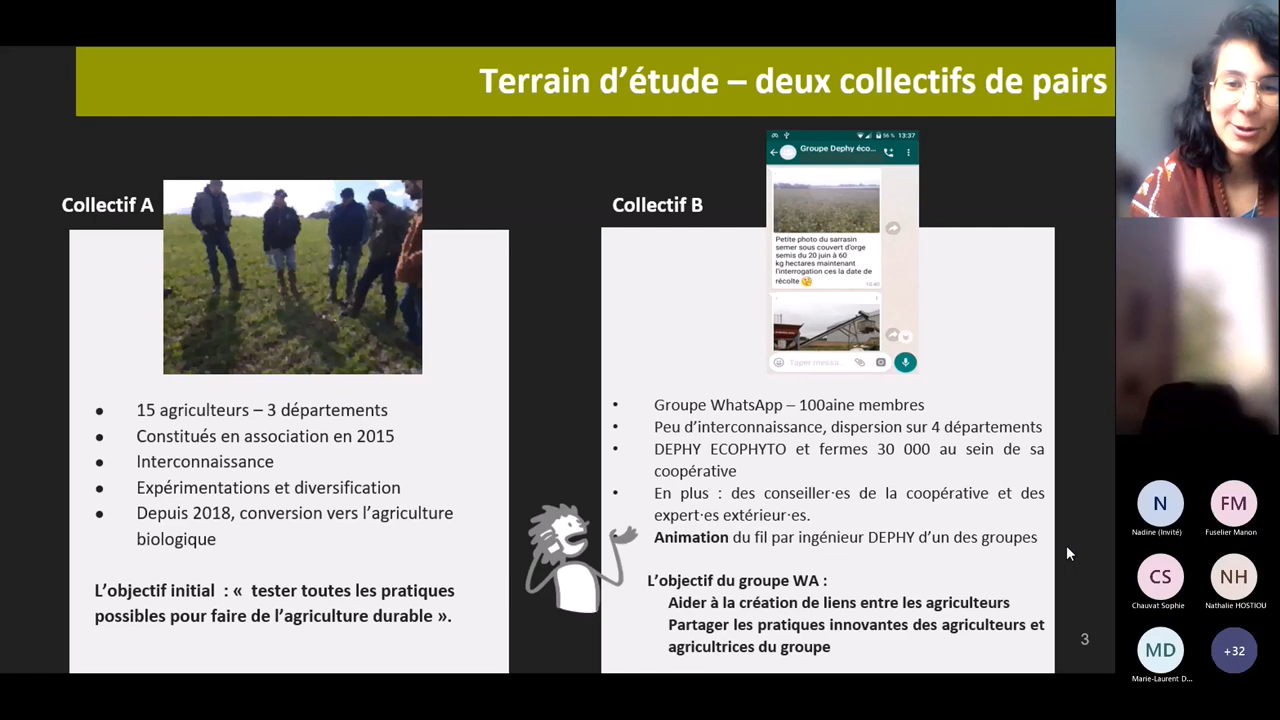 Terrain d'étude – deux collectifs de pairs
Collectif A
15 agriculteurs – 3 départements
Constitués en association en 2015
Interconnaissance
Expérimentations et diversification
Depuis 2018, conversion vers l'agriculture
biologique
L'objectif initial : « tester toutes les pratiques
possibles pour faire de l'agriculture durable ».
Collectif B
56 % 13:37
Groupe Dephy éco...
Petite photo du sarrasin
semer sous couvert d'orge
semis du 20 juin à 60
kg hectares maintenant
l'interrogation ces la date de
récolte
Taper messa...
Groupe WhatsApp – 100aine membres
Peu d'interconnaissance, dispersion sur 4 départements
DEPHY ECOPHYTO et fermes 30 000 au sein de sa
coopérative
En plus : des conseiller·es de la coopérative et des
expert·es extérieur·es.
Animation du fil par ingénieur DEPHY d'un des groupes
L'objectif du groupe WA :
Aider à la création de liens entre les agriculteurs
Partager les pratiques innovantes des agriculteurs et
agricultrices du groupe
3
N
Nadine (Invité)
FM
Fuselier Manon
CS
Chauvat Sophie
NH
Nathalie HOSTIOU
MD
Marie-Laurent D...
+32